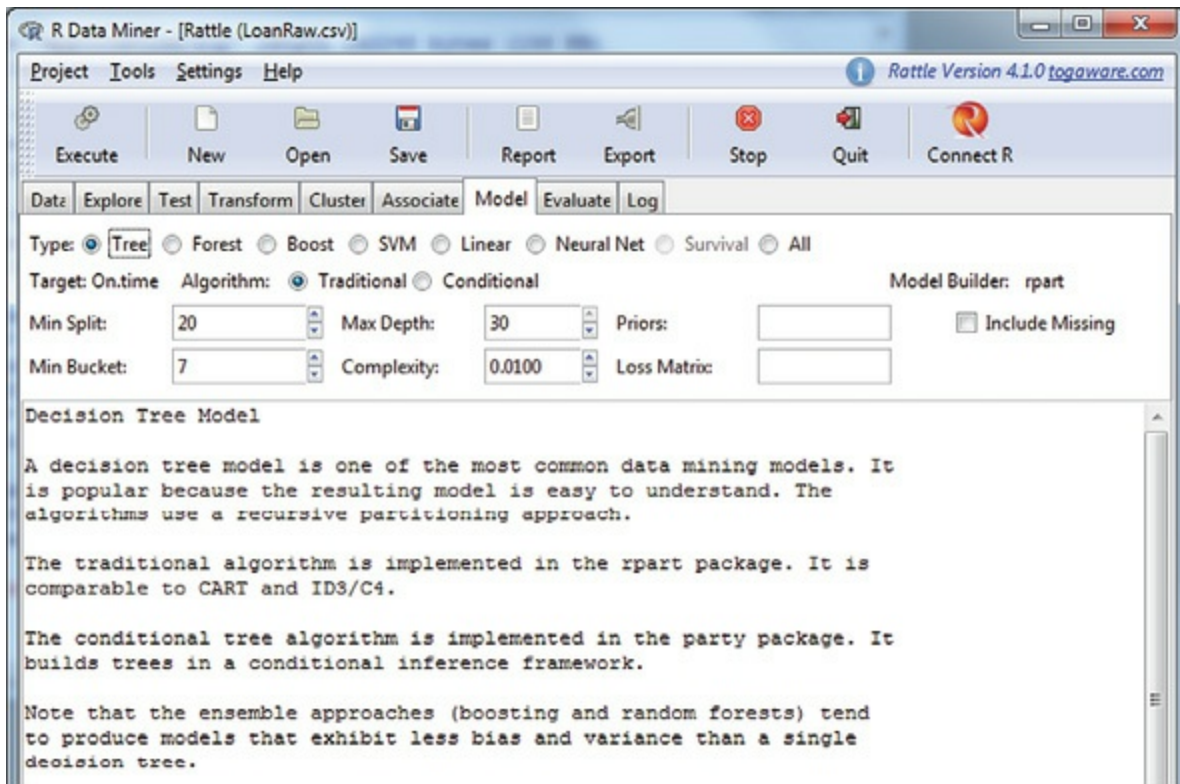 R Data Miner - [Rattle (LoanRaw.csv)]
Project Tools Settings Help
Rattle Version 4.1.0 togaware.com
Execute New Open Save Report Export Stop Quit Connect R
Data Explore Test Transform Cluster Associate Model Evaluate Log
Type: Tree Forest Boost SVM Linear Neural Net Survival All
Target: On.time Algorithm: Traditional Conditional Model Builder: rpart
Min Split: 20 Max Depth: 30 Priors: Include Missing
Min Bucket: 7 Complexity: 0.0100 Loss Matrix:
Decision Tree Model
A decision tree model is one of the most common data mining models. It
is popular because the resulting model is easy to understand. The
algorithms use a recursive partitioning approach.
The traditional algorithm is implemented in the rpart package. It is
comparable to CART and ID3/C4.
The conditional tree algorithm is implemented in the party package. It
builds trees in a conditional inference framework.
Note that the ensemble approaches (boosting and random forests) tend
to produce models that exhibit less bias and variance than a single
decision tree.